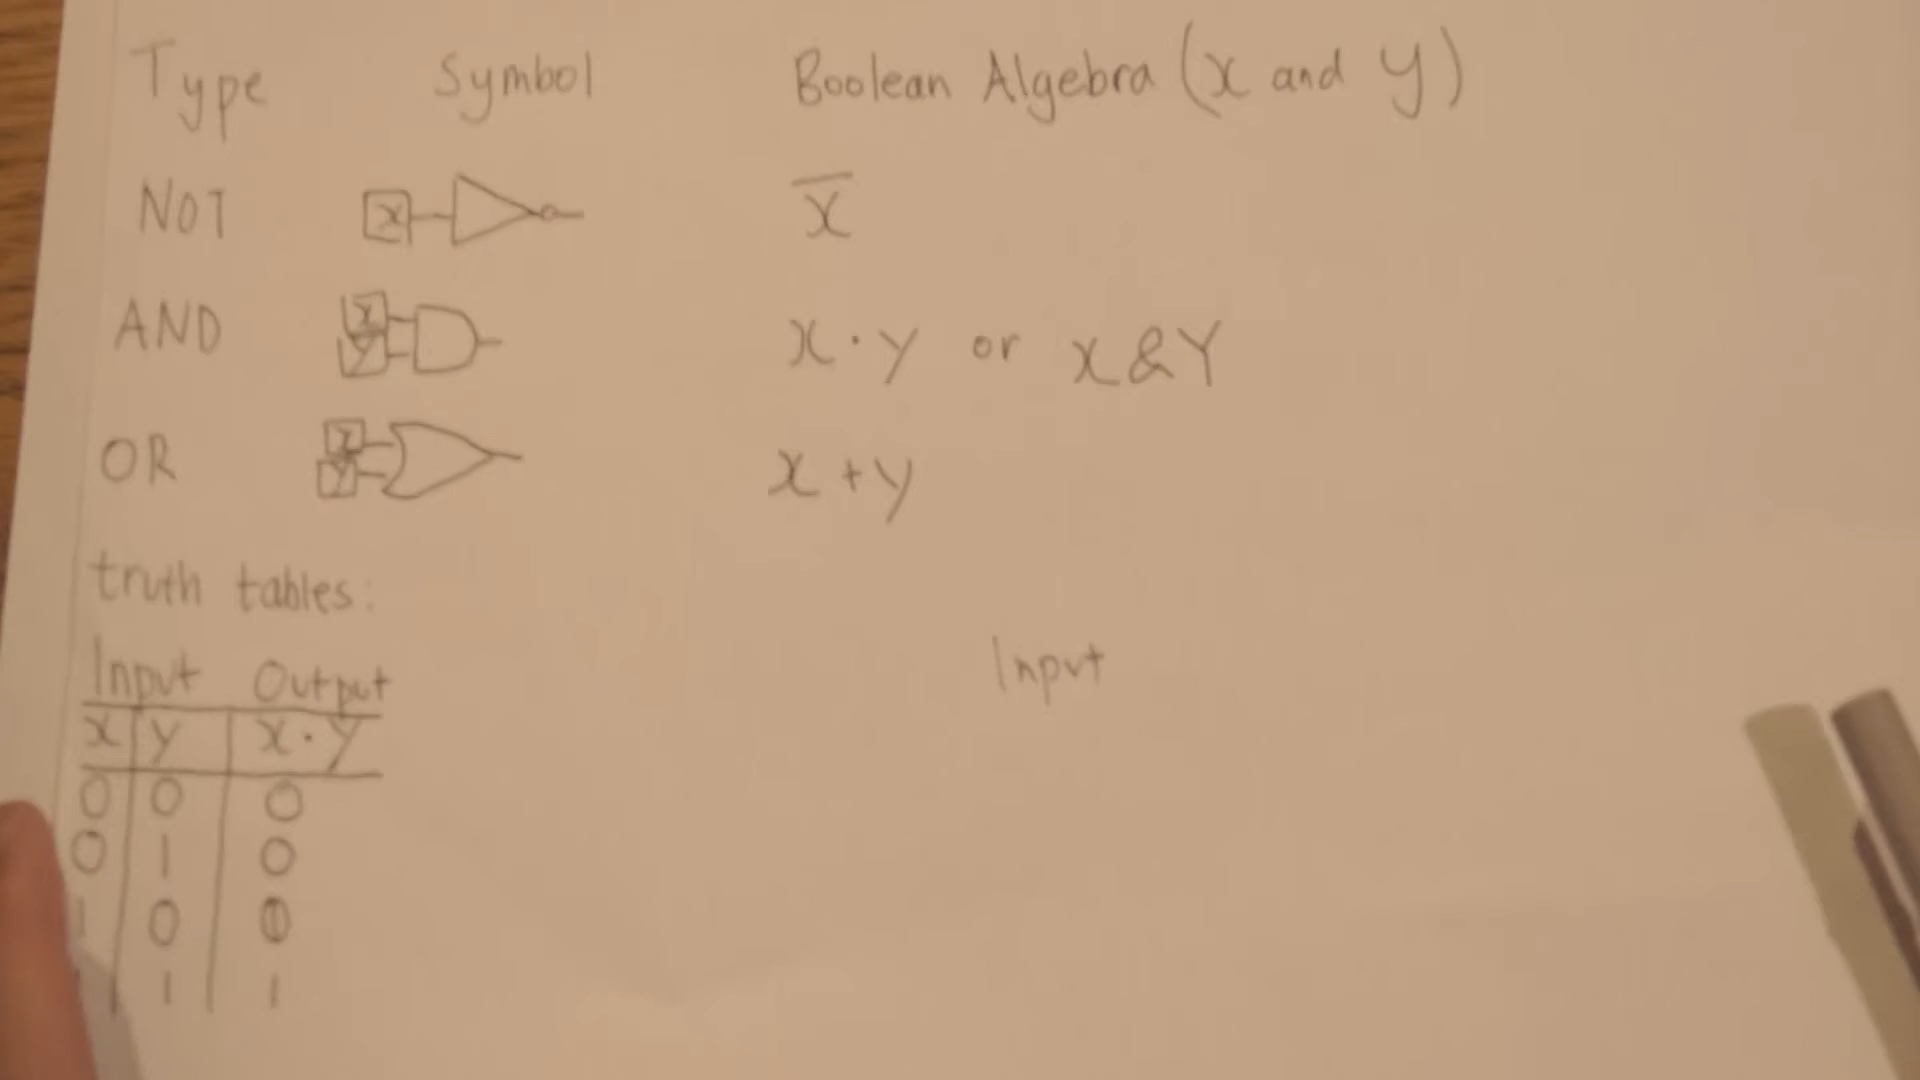 Type Symbol Boolean Algebra (x and y)
NOT x x̅
AND x y x · y or x & Y
OR x y x + y
truth tables:
Input Output Input
x y x · y
0 0 0
0 1 0
1 0 0
1 1 1